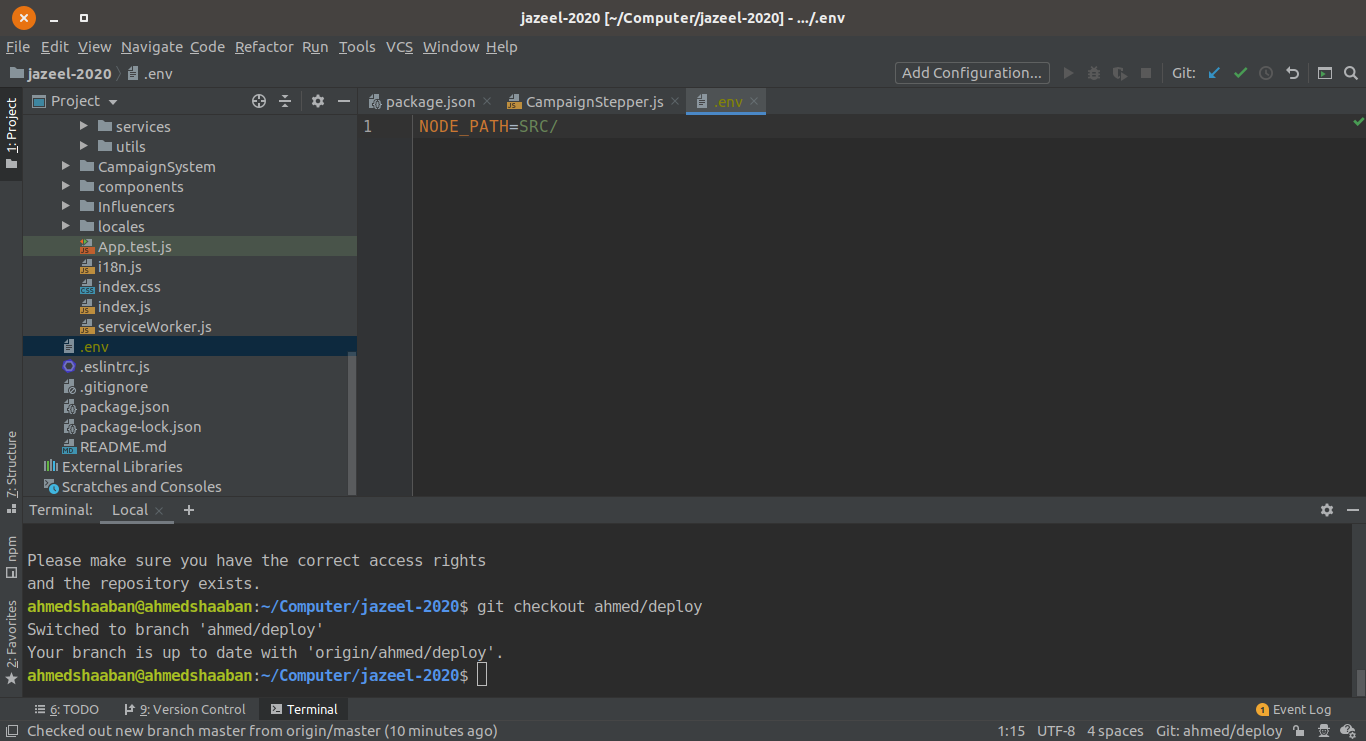 jazeel-2020 [~/Computer/jazeel-2020] - .../.env
File Edit View Navigate Code Refactor Run Tools VCS Window Help
jazeel-2020 .env Add Configuration... Git:
1: Project
Project
package.json CampaignStepper.js .env
1 NODE_PATH=SRC/
services
utils
CampaignSystem
components
Influencers
locales
App.test.js
i18n.js
index.css
index.js
serviceWorker.js
.env
.eslintrc.js
.gitignore
package.json
package-lock.json
README.md
External Libraries
Scratches and Consoles
7: Structure
npm
2: Favorites
Terminal: Local +
Please make sure you have the correct access rights
and the repository exists.
ahmedshaaban@ahmedshaaban:~/Computer/jazeel-2020$ git checkout ahmed/deploy
Switched to branch 'ahmed/deploy'
Your branch is up to date with 'origin/ahmed/deploy'.
ahmedshaaban@ahmedshaaban:~/Computer/jazeel-2020$
6: TODO 9: Version Control Terminal 1 Event Log
Checked out new branch master from origin/master (10 minutes ago) 1:15 UTF-8 4 spaces Git: ahmed/deploy